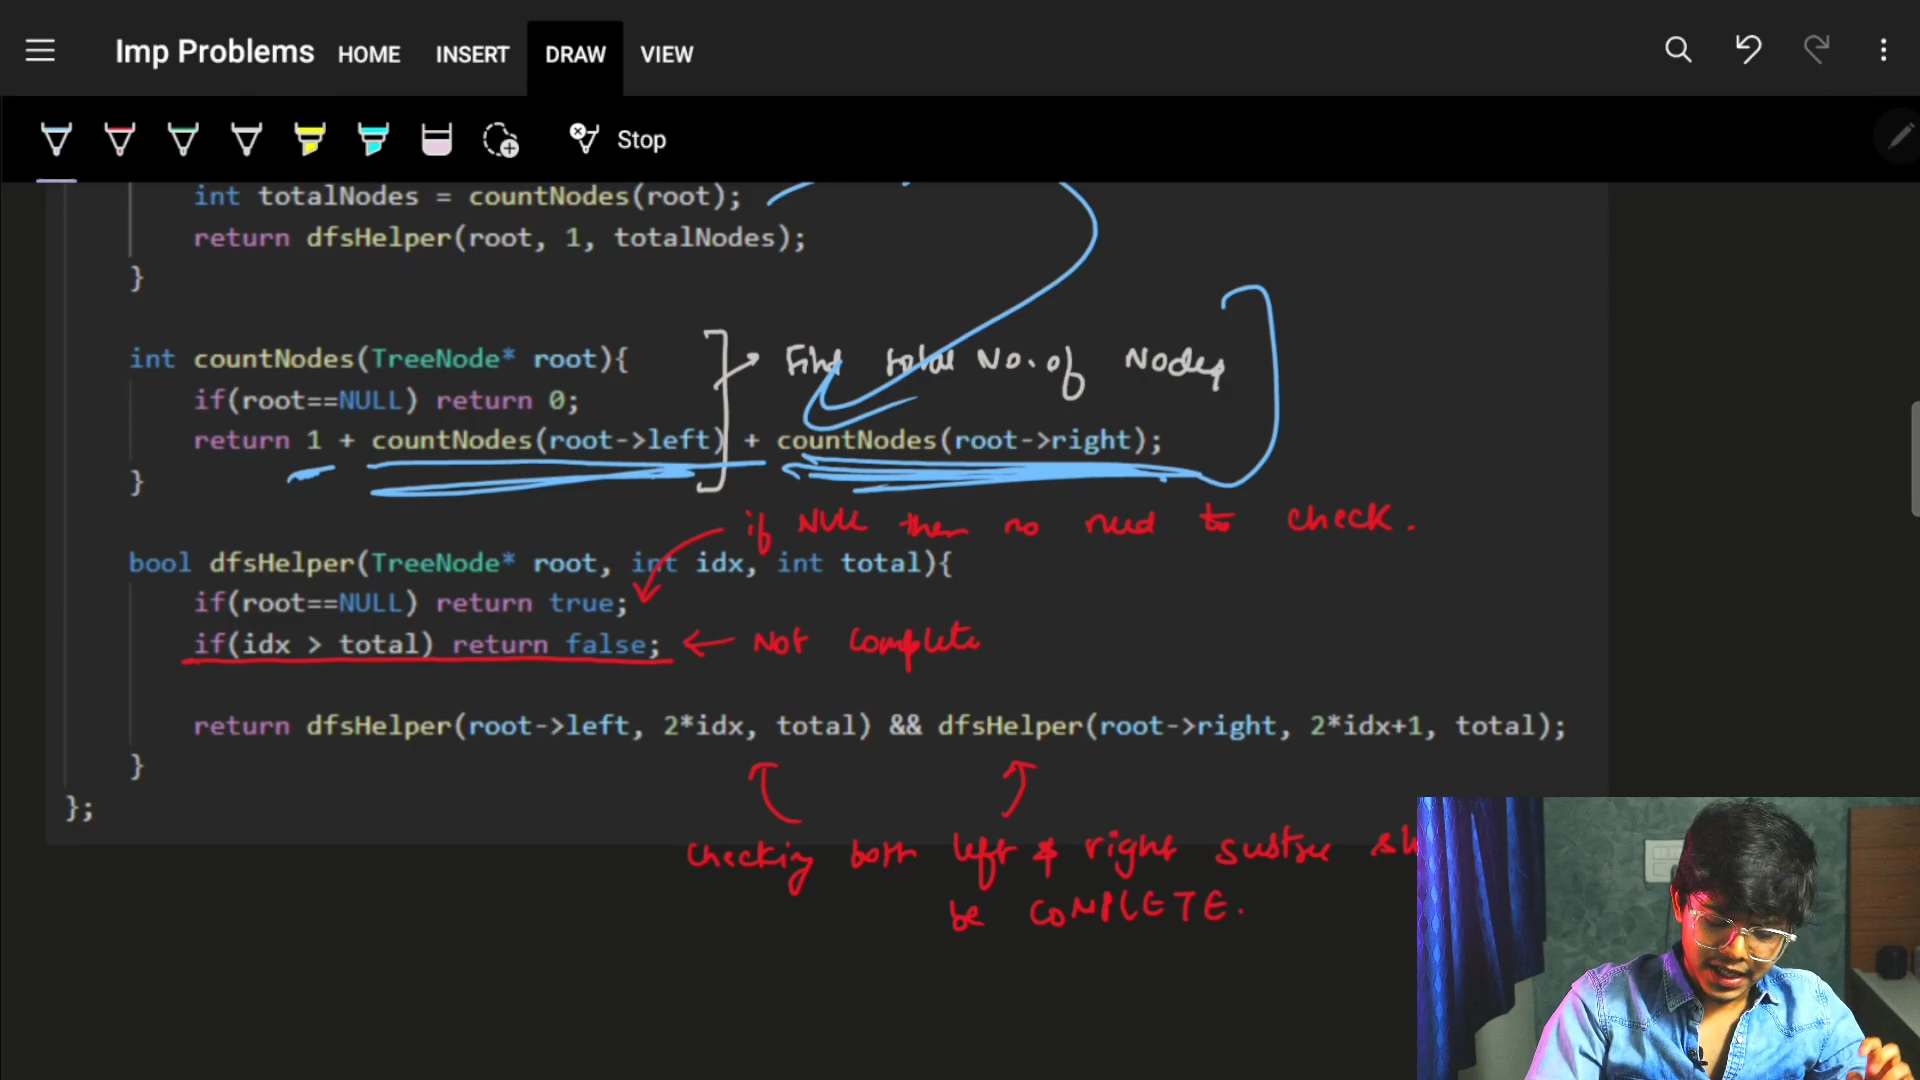 Imp Problems HOME INSERT DRAW VIEW
Stop
int totalNodes = countNodes(root);
return dfsHelper(root, 1, totalNodes);
}
int countNodes(TreeNode* root){
Find total No. of Nodes
if(root==NULL) return 0;
return 1 + countNodes(root->left) + countNodes(root->right);
}
if NULL then no need to check.
bool dfsHelper(TreeNode* root, int idx, int total){
if(root==NULL) return true;
if(idx > total) return false;
Not complete
return dfsHelper(root->left, 2*idx, total) && dfsHelper(root->right, 2*idx+1, total);
}
};
checking both left & right
be COMPLETE.